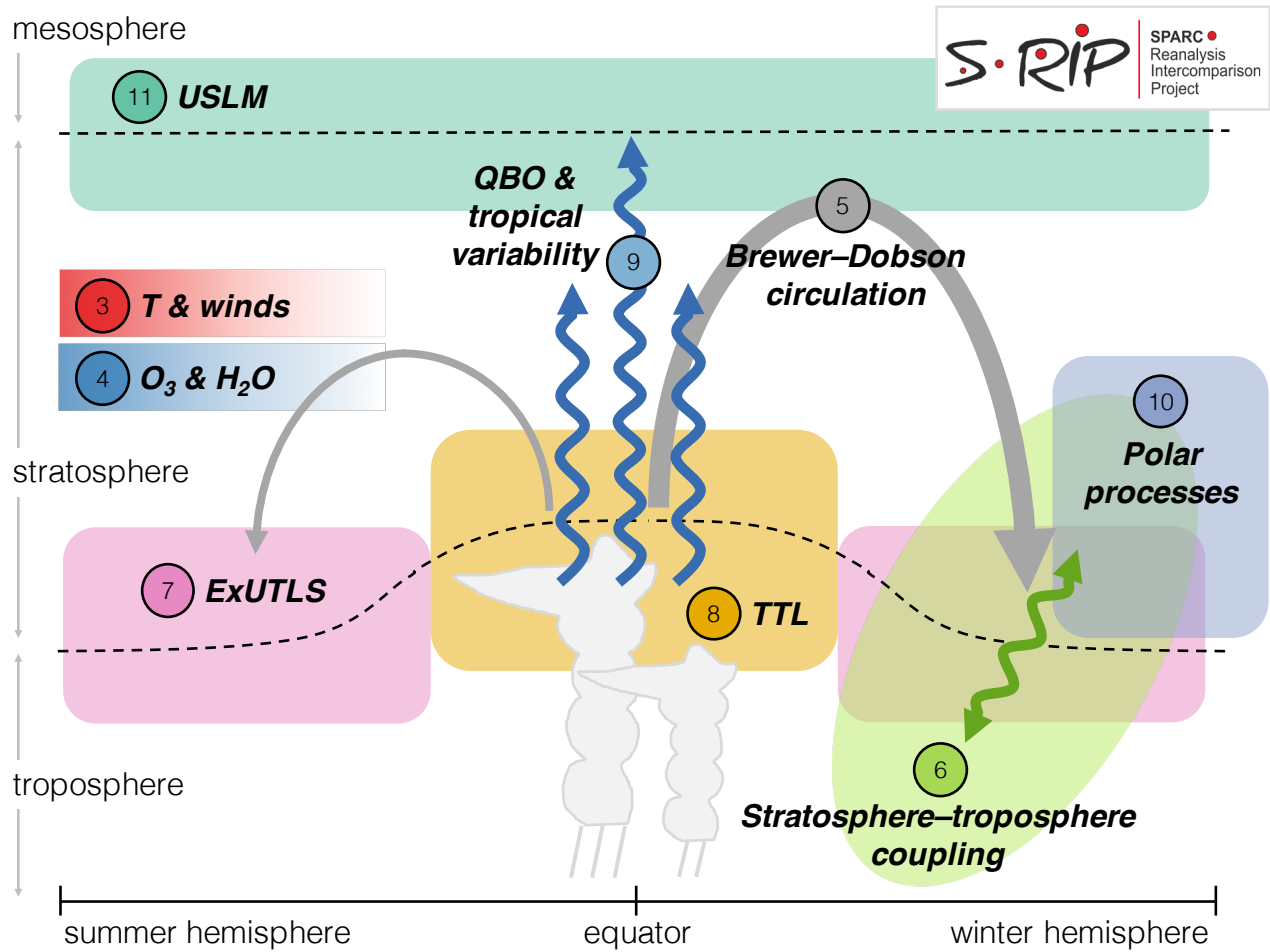 mesosphere
S·RIP
SPARC
Reanalysis
Intercomparison
Project
11 USLM
QBO &
tropical
variability
9
5
Brewer–Dobson
circulation
3 T & winds
4 O₃ & H₂O
10
Polar
processes
stratosphere
7 ExUTLS
8 TTL
troposphere
6
Stratosphere–troposphere
coupling
summer hemisphere
equator
winter hemisphere